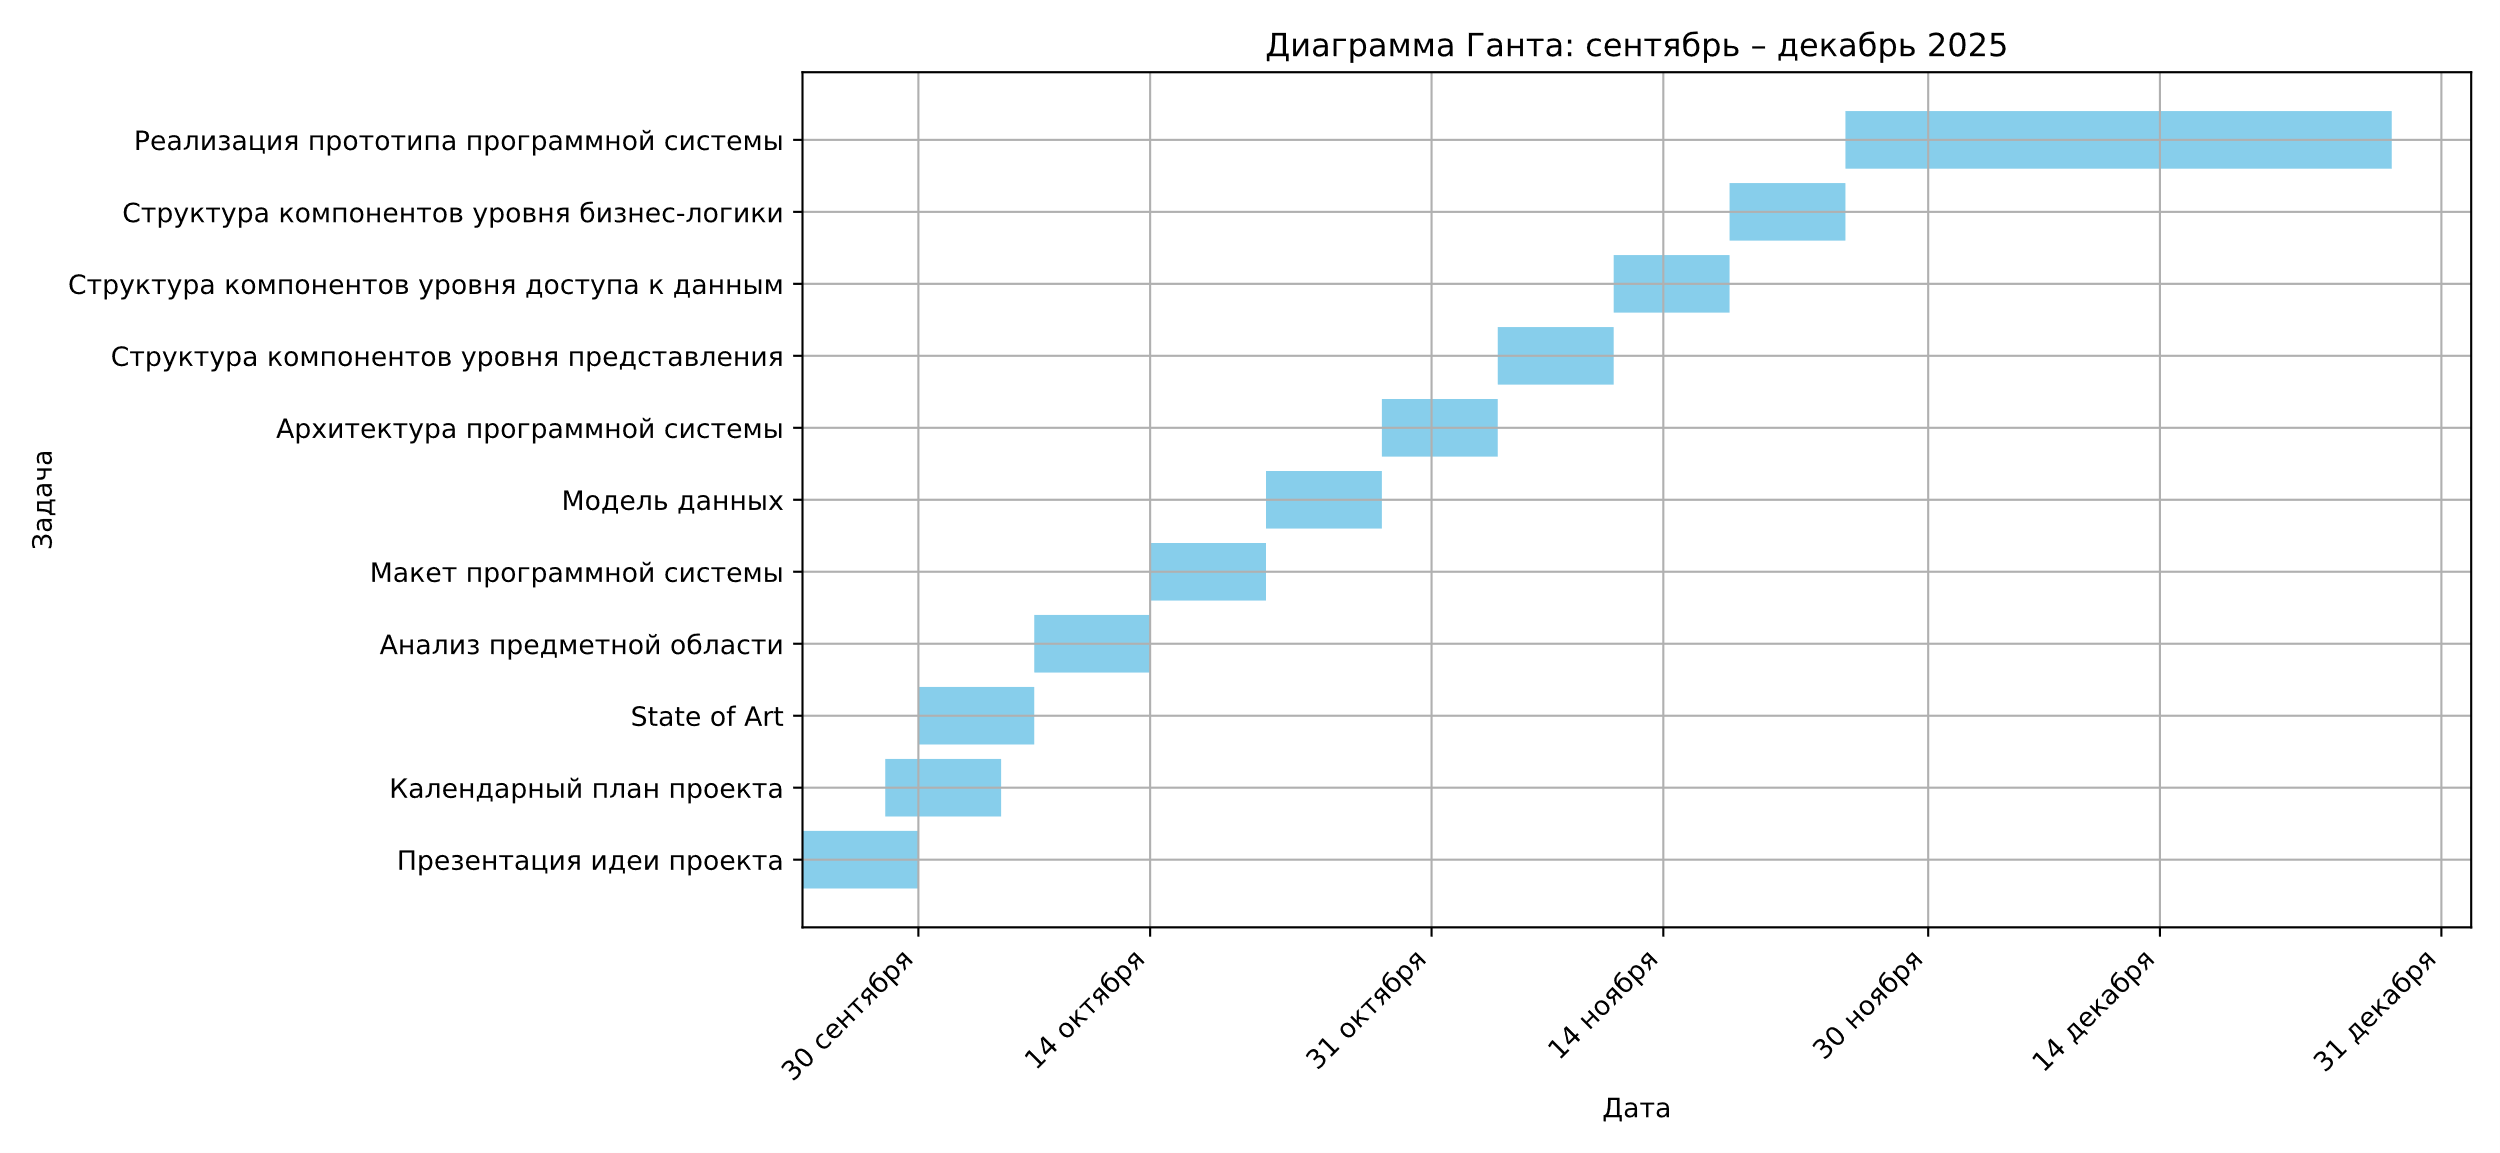 Диаграмма Ганта: сентябрь – декабрь 2025
Задача
Реализация прототипа программной системы
Структура компонентов уровня бизнес-логики
Структура компонентов уровня доступа к данным
Структура компонентов уровня представления
Архитектура программной системы
Модель данных
Макет программной системы
Анализ предметной области
State of Art
Календарный план проекта
Презентация идеи проекта
30 сентября
14 октября
31 октября
14 ноября
30 ноября
14 декабря
31 декабря
Дата